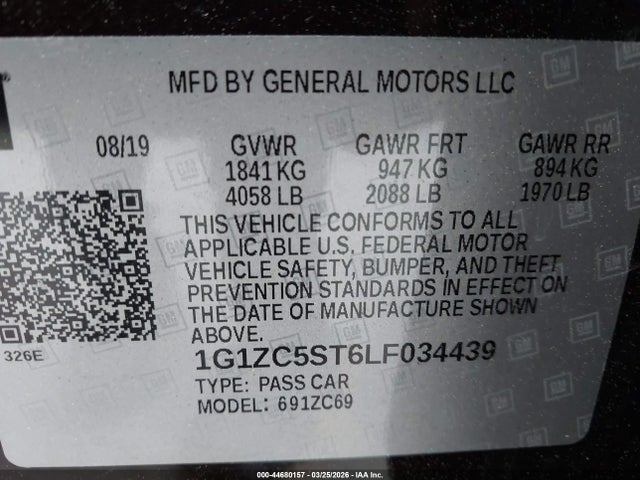 MFD BY GENERAL MOTORS LLC
08/19 GVWR GAWR FRT GAWR RR
1841 KG 947 KG 894 KG
4058 LB 2088 LB 1970 LB
THIS VEHICLE CONFORMS TO ALL
APPLICABLE U.S. FEDERAL MOTOR
VEHICLE SAFETY, BUMPER, AND THEFT
PREVENTION STANDARDS IN EFFECT ON
THE DATE OF MANUFACTURE SHOWN
ABOVE.
326E
1G1ZC5ST6LF034439
TYPE: PASS CAR
MODEL: 691ZC69
000-44680157 - 03/25/2026 - IAA Inc.
GM